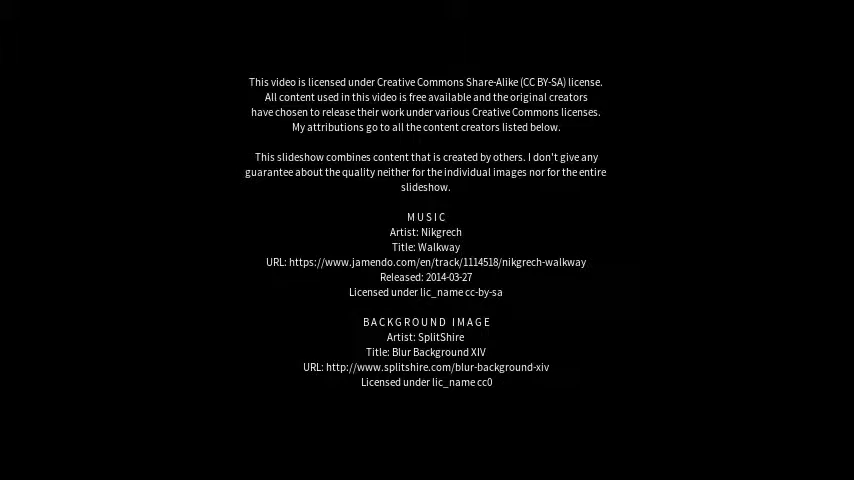 This video is licensed under Creative Commons Share-Alike (CC BY-SA) license.
All content used in this video is free available and the original creators
have chosen to release their work under various Creative Commons licenses.
My attributions go to all the content creators listed below.
This slideshow combines content that is created by others. I don't give any
guarantee about the quality neither for the individual images nor for the entire
slideshow.
MUSIC
Artist: Nikgrech
Title: Walkway
URL: https://www.jamendo.com/en/track/1114518/nikgrech-walkway
Released: 2014-03-27
Licensed under lic_name cc-by-sa
BACKGROUND IMAGE
Artist: SplitShire
Title: Blur Background XIV
URL: http://www.splitshire.com/blur-background-xiv
Licensed under lic_name cc0